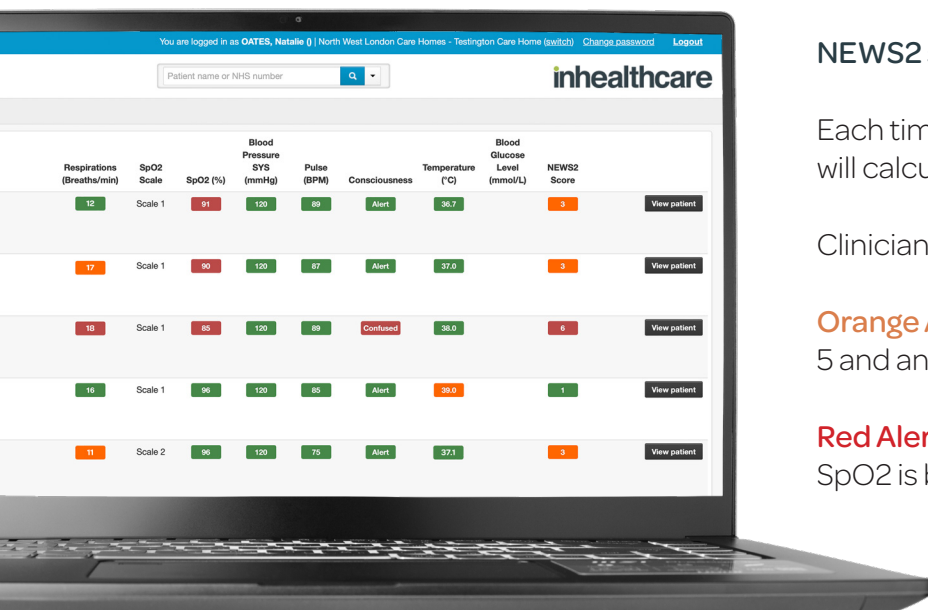 You are logged in as OATES, Natalie () | North West London Care Homes - Testington Care Home (switch) Change password Logout
Patient name or NHS number
inhealthcare
Respirations (Breaths/min) SpO2 Scale SpO2 (%) Blood Pressure SYS (mmHg) Pulse (BPM) Consciousness Temperature (°C) Blood Glucose Level (mmol/L) NEWS2 Score
12 Scale 1 91 120 89 Alert 36.7 3 View patient
17 Scale 1 90 120 87 Alert 37.0 3 View patient
18 Scale 1 85 120 89 Confused 38.0 6 View patient
16 Scale 1 96 120 85 Alert 39.0 1 View patient
11 Scale 2 96 120 75 Alert 37.1 3 View patient
NEWS2
Each tim
will calcu
Clinician
Orange
5 and an
Red Aler
SpO2 is